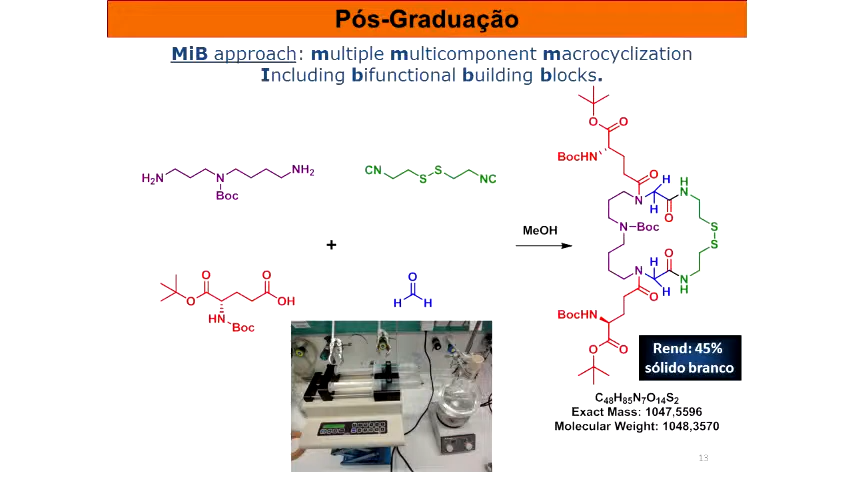 Pós-Graduação
MiB approach: multiple multicomponent macrocyclization
Including bifunctional building blocks.
H₂N
N
Boc
NH₂
CN
S
S
NC
+
MeOH
O
O
O
OH
HN
Boc
O
H
H
O
O
BocHN
O
N
H
H
O
H
N
N
Boc
S
S
N
H
H
O
N
H
O
BocHN
O
O
Rend: 45%
sólido branco
C₄₈H₈₅N₇O₁₄S₂
Exact Mass: 1047,5596
Molecular Weight: 1048,3570
13